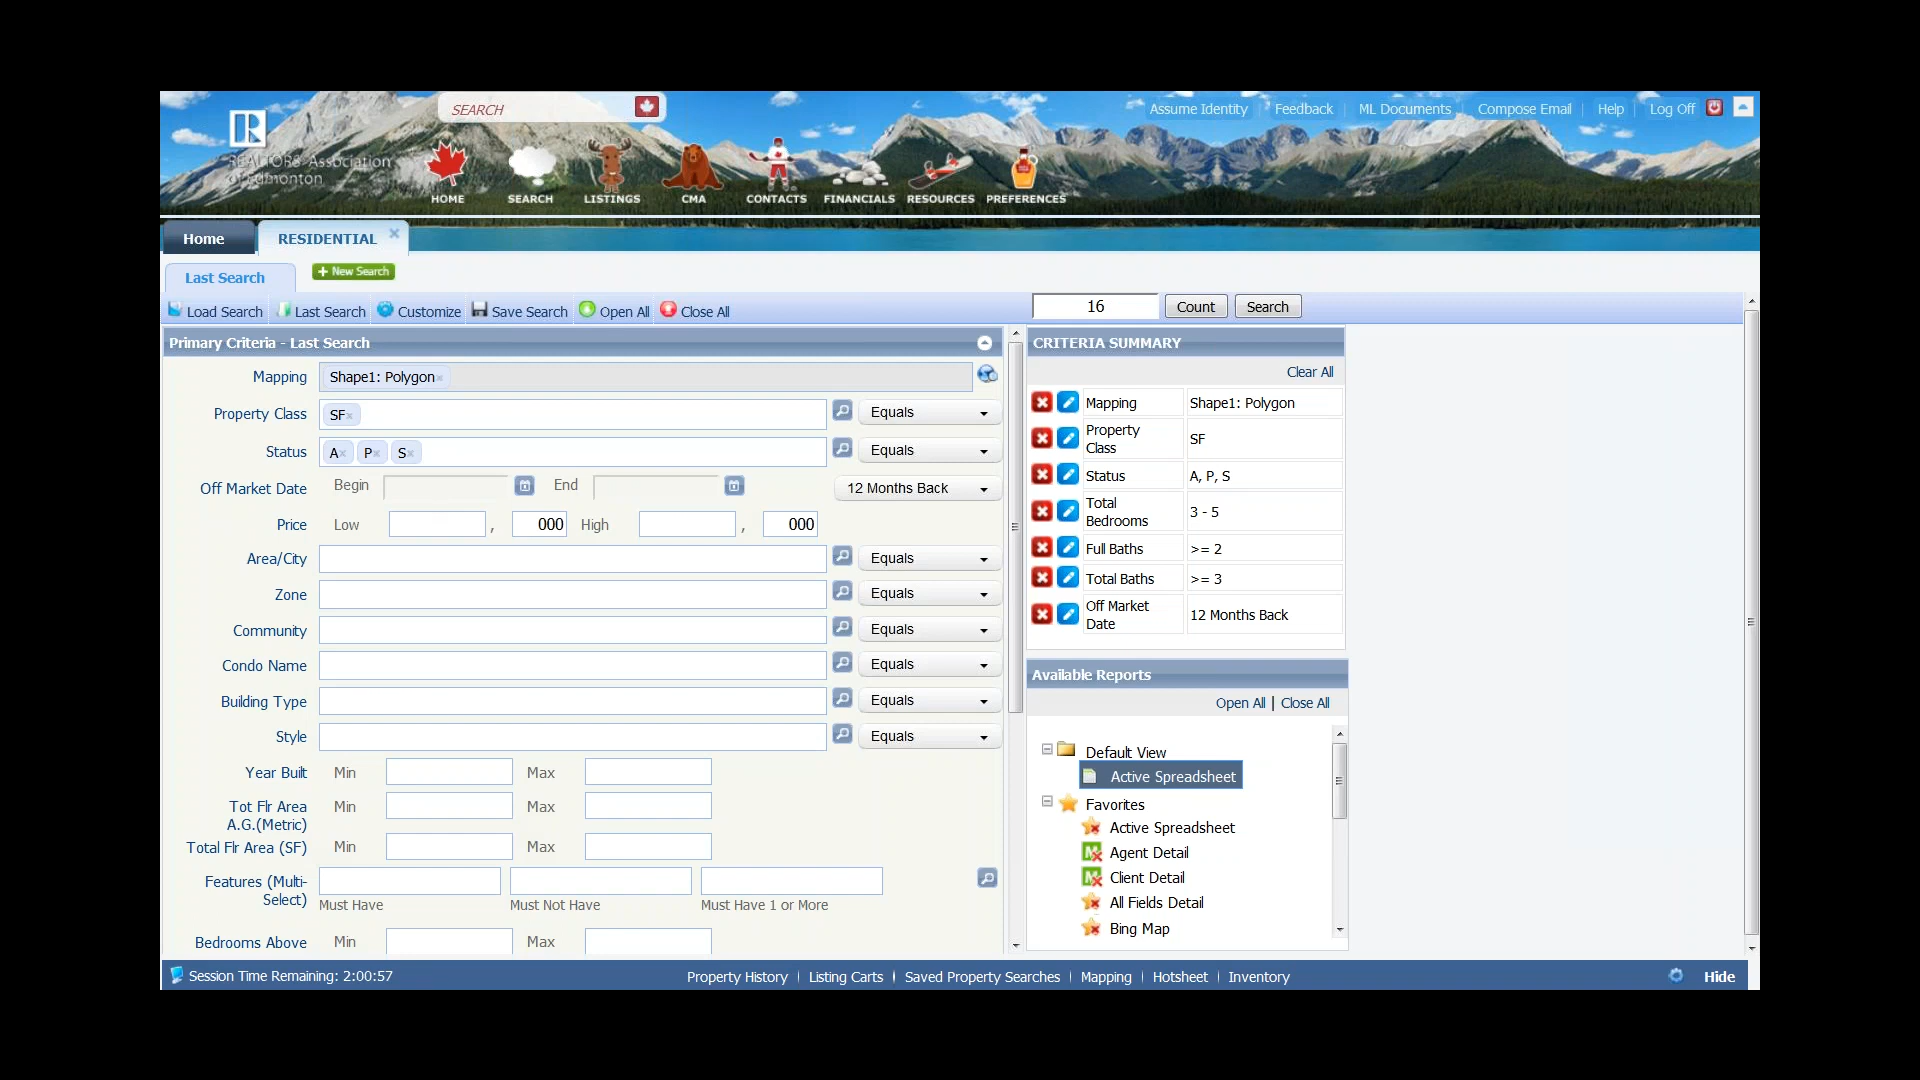 SEARCH
Assume Identity
Feedback
ML Documents
Compose Email
Help
Log Off
REALTORS Association
of Edmonton
HOME
SEARCH
LISTINGS
CMA
CONTACTS
FINANCIALS
RESOURCES
PREFERENCES
Home
RESIDENTIAL
Last Search
+ New Search
Load Search
Last Search
Customize
Save Search
Open All
Close All
16
Count
Search
Primary Criteria - Last Search
Mapping Shape1: Polygon
Property Class SF Equals
Status A P S Equals
Off Market Date Begin End 12 Months Back
Price Low , 000 High , 000
Area/City Equals
Zone Equals
Community Equals
Condo Name Equals
Building Type Equals
Style Equals
Year Built Min Max
Tot Flr Area
A.G.(Metric) Min Max
Total Flr Area (SF) Min Max
Features (Multi-
Select)
Must Have Must Not Have Must Have 1 or More
Bedrooms Above Min Max
CRITERIA SUMMARY
Clear All
Mapping Shape1: Polygon
Property
Class SF
Status A, P, S
Total
Bedrooms 3 - 5
Full Baths >= 2
Total Baths >= 3
Off Market
Date 12 Months Back
Available Reports
Open All | Close All
Default View
Active Spreadsheet
Favorites
Active Spreadsheet
Agent Detail
Client Detail
All Fields Detail
Bing Map
Session Time Remaining: 2:00:57
Property History | Listing Carts | Saved Property Searches | Mapping | Hotsheet | Inventory
Hide